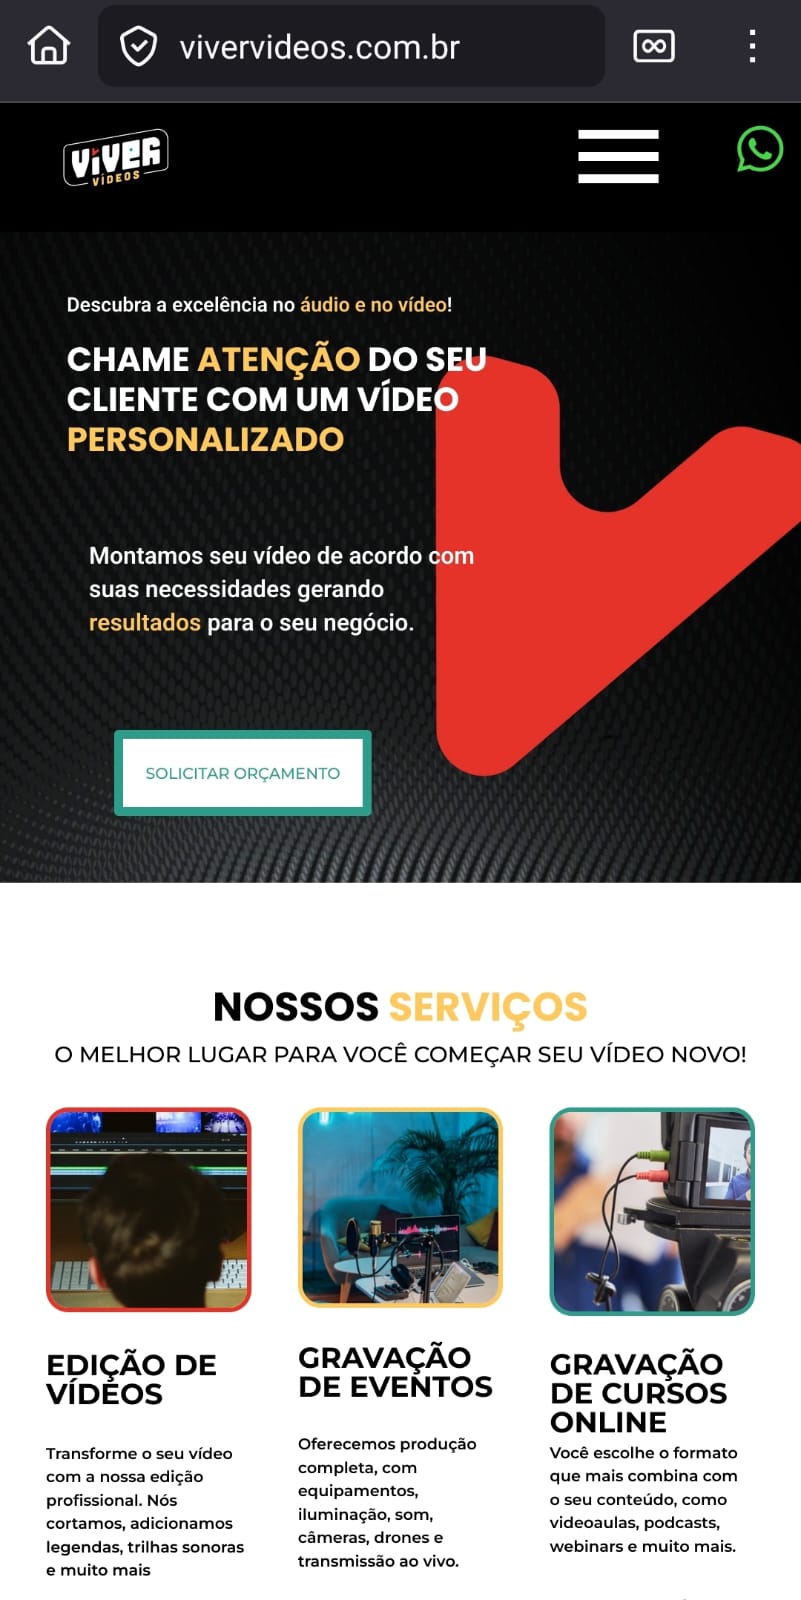 vivervideos.com.br
VIVER
VÍDEOS
Descubra a excelência no áudio e no vídeo!
CHAME ATENÇÃO DO SEU
CLIENTE COM UM VÍDEO
PERSONALIZADO
Montamos seu vídeo de acordo com
suas necessidades gerando
resultados para o seu negócio.
SOLICITAR ORÇAMENTO
NOSSOS SERVIÇOS
O MELHOR LUGAR PARA VOCÊ COMEÇAR SEU VÍDEO NOVO!
EDIÇÃO DE
VÍDEOS
Transforme o seu vídeo
com a nossa edição
profissional. Nós
cortamos, adicionamos
legendas, trilhas sonoras
e muito mais
GRAVAÇÃO
DE EVENTOS
Oferecemos produção
completa, com
equipamentos,
iluminação, som,
câmeras, drones e
transmissão ao vivo.
GRAVAÇÃO
DE CURSOS
ONLINE
Você escolhe o formato
que mais combina com
o seu conteúdo, como
videoaulas, podcasts,
webinars e muito mais.